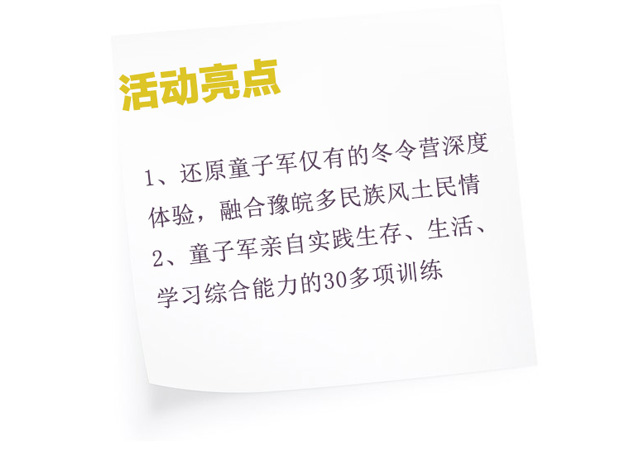 活动亮点
1、还原童子军仅有的冬令营深度
体验，融合豫皖多民族风土民情
2、童子军亲自实践生存、生活、
学习综合能力的30多项训练